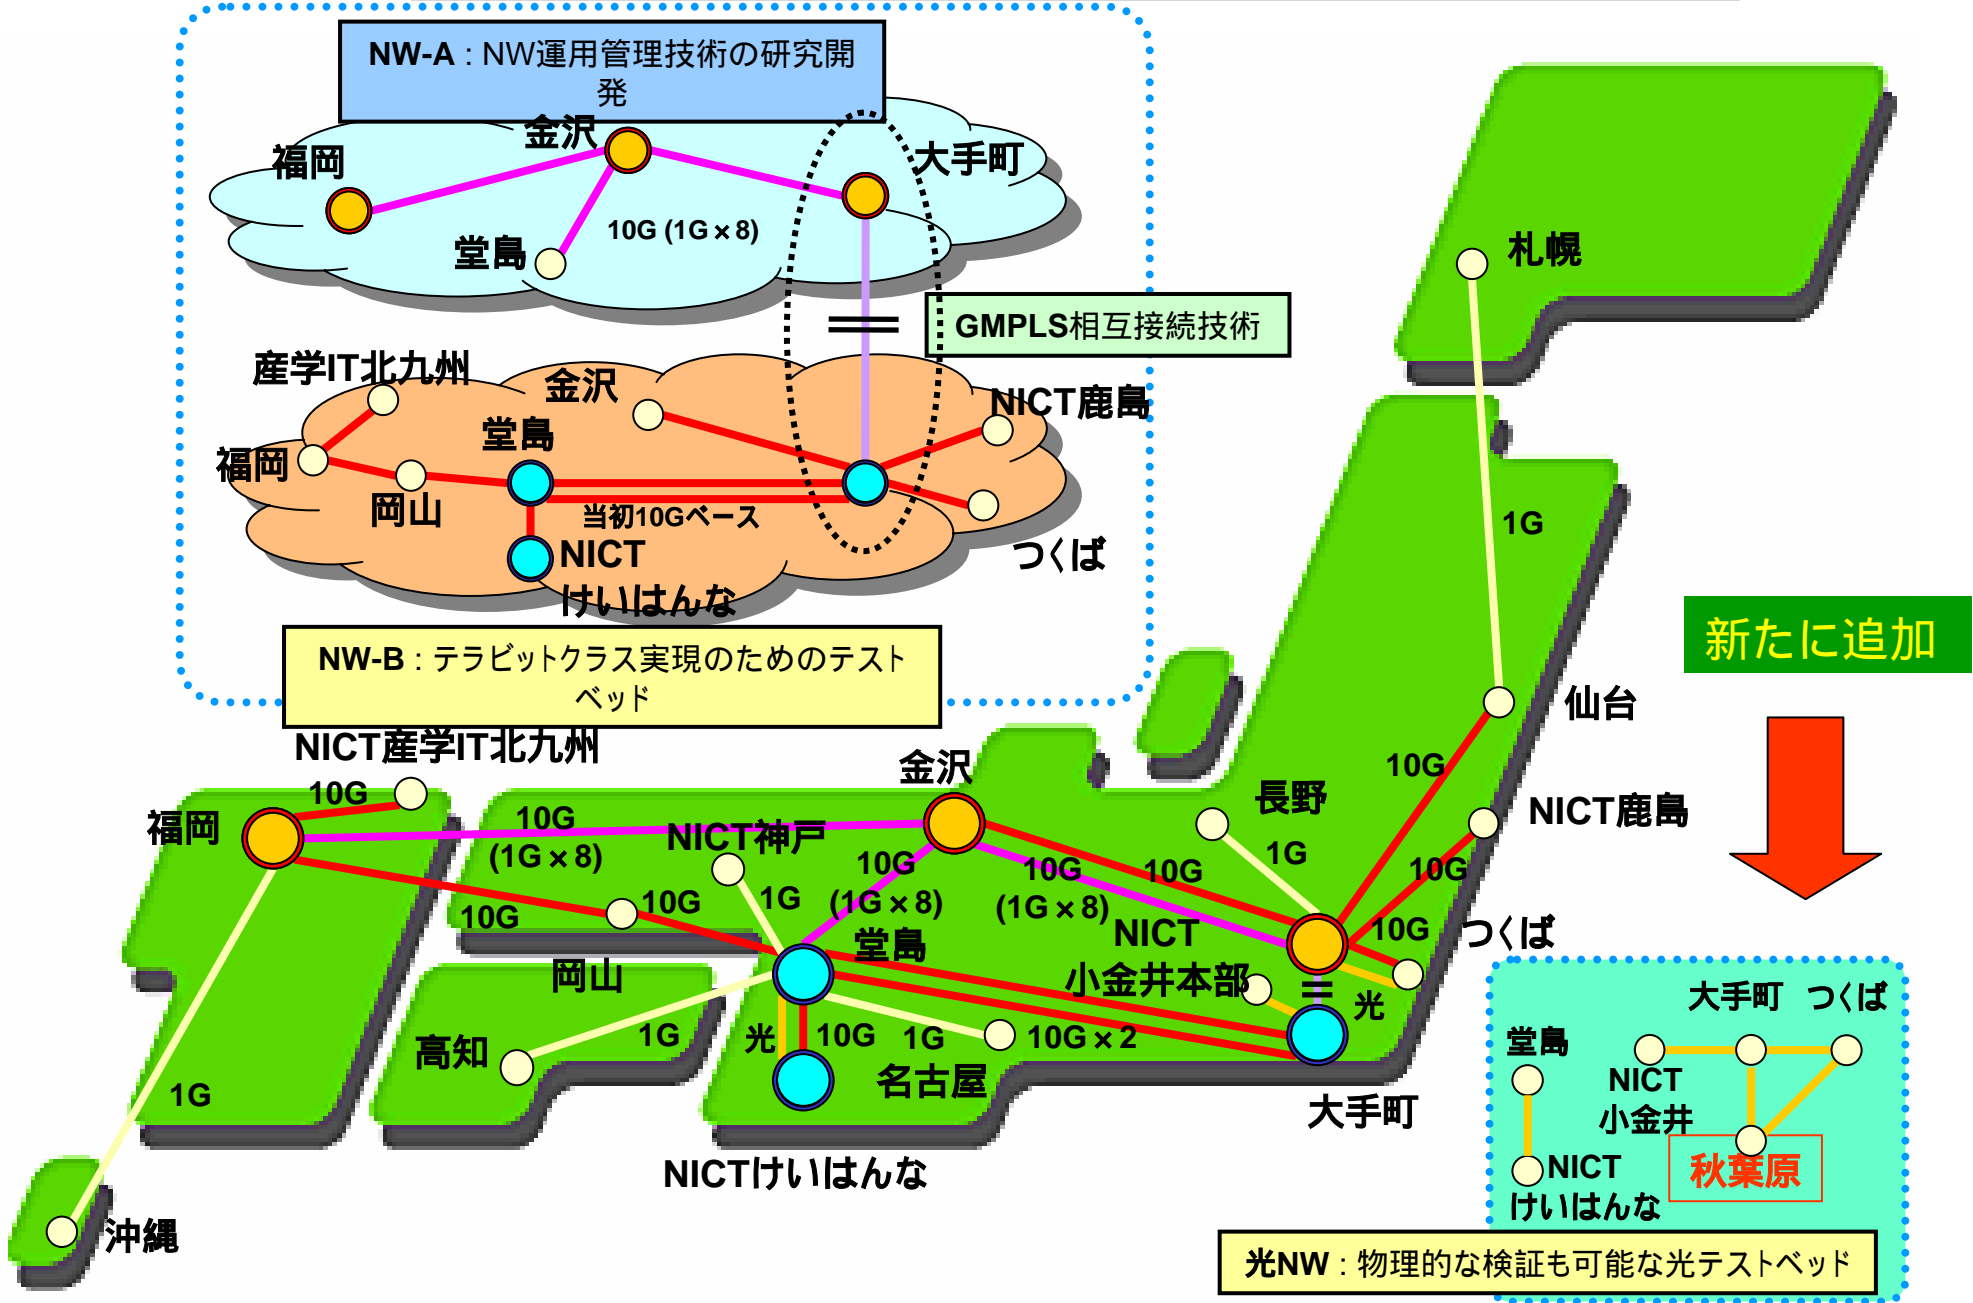 NW-A：NW運用管理技術の研究開
発
金沢
福岡
大手町
10G (1G×8)
堂島
GMPLS相互接続技術
札幌
産学IT北九州
金沢
NICT鹿島
堂島
福岡
岡山
当初10Gベース
NICT
けいはんな
つくば
1G
NW-B：テラビットクラス実現のためのテスト
ベッド
新たに追加
仙台
NICT産学IT北九州
金沢
10G
10G
長野
NICT鹿島
福岡
10G
(1G×8)
NICT神戸
1G
10G
(1G×8)
10G
(1G×8)
10G
10G
1G
10G
10G
10G
つくば
堂島
NICT
小金井本部
岡山
光
大手町 つくば
高知
1G
光
10G
1G
名古屋
10G×2
堂島
NICT
小金井
1G
大手町
秋葉原
NICTけいはんな
NICT
けいはんな
沖縄
光NW：物理的な検証も可能な光テストベッド